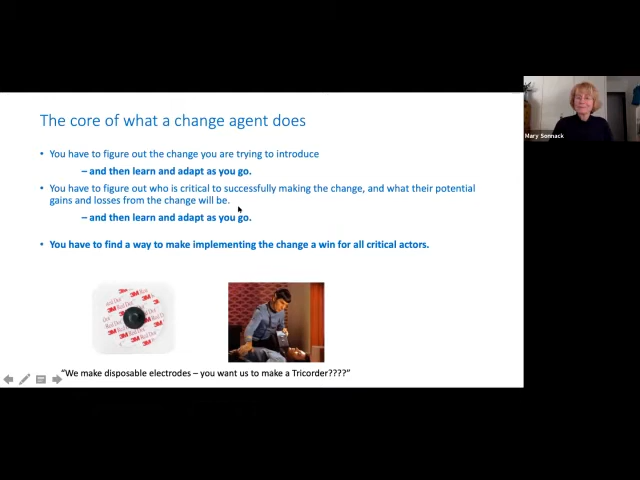 The core of what a change agent does
• You have to figure out the change you are trying to introduce
– and then learn and adapt as you go.
• You have to figure out who is critical to successfully making the change, and what their potential
gains and losses from the change will be.
– and then learn and adapt as you go.
• You have to find a way to make implementing the change a win for all critical actors.
"We make disposable electrodes – you want us to make a Tricorder????"
Mary Sonnack
3M Red Dot